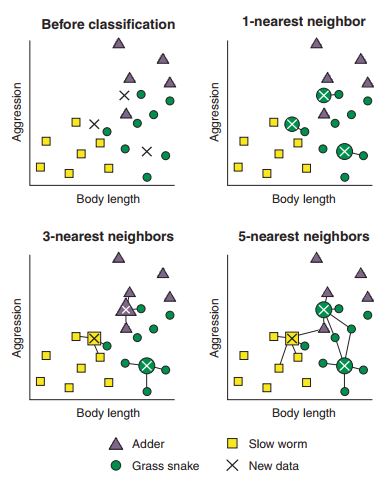 Before classification
1-nearest neighbor
Aggression
Aggression
Body length
Body length
3-nearest neighbors
5-nearest neighbors
Aggression
Aggression
Body length
Body length
Adder
Slow worm
Grass snake
New data